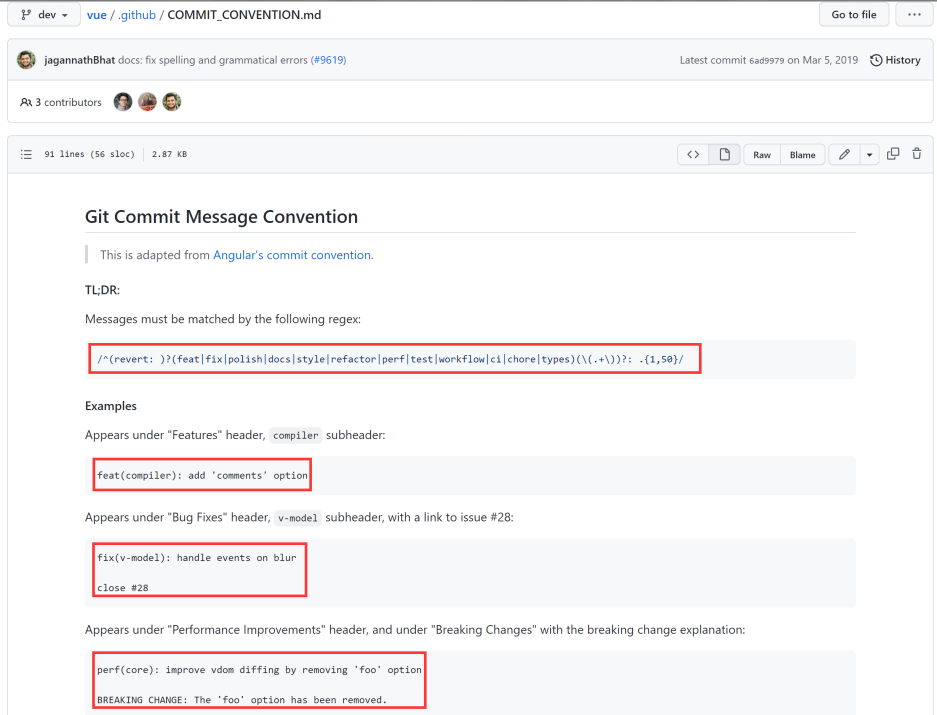 dev vue / .github / COMMIT_CONVENTION.md Go to file ...
jagannathBhat docs: fix spelling and grammatical errors (#9619) Latest commit 6ad9979 on Mar 5, 2019 History
3 contributors
91 lines (56 sloc) 2.87 KB <> Raw Blame
Git Commit Message Convention
This is adapted from Angular's commit convention.
TL;DR:
Messages must be matched by the following regex:
/^(revert: )?(feat|fix|polish|docs|style|refactor|perf|test|workflow|ci|chore|types)(\(.+\))?: .{1,50}/
Examples
Appears under "Features" header, compiler subheader:
feat(compiler): add 'comments' option
Appears under "Bug Fixes" header, v-model subheader, with a link to issue #28:
fix(v-model): handle events on blur
close #28
Appears under "Performance Improvements" header, and under "Breaking Changes" with the breaking change explanation:
perf(core): improve vdom diffing by removing 'foo' option
BREAKING CHANGE: The 'foo' option has been removed.